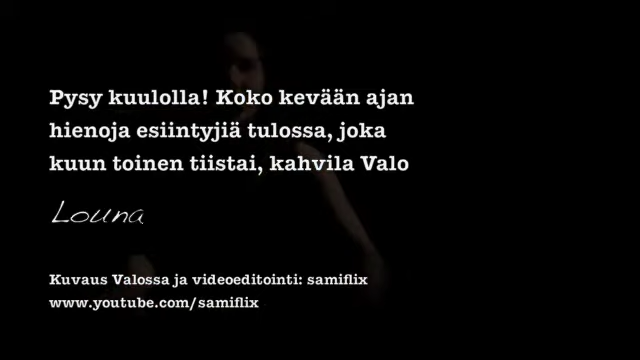 Pysy kuulolla! Koko kevään ajan
hienoja esiintyjiä tulossa, joka
kuun toinen tiistai, kahvila Valo
Louna
Kuvaus Valossa ja videoeditointi: samiflix
www.youtube.com/samiflix